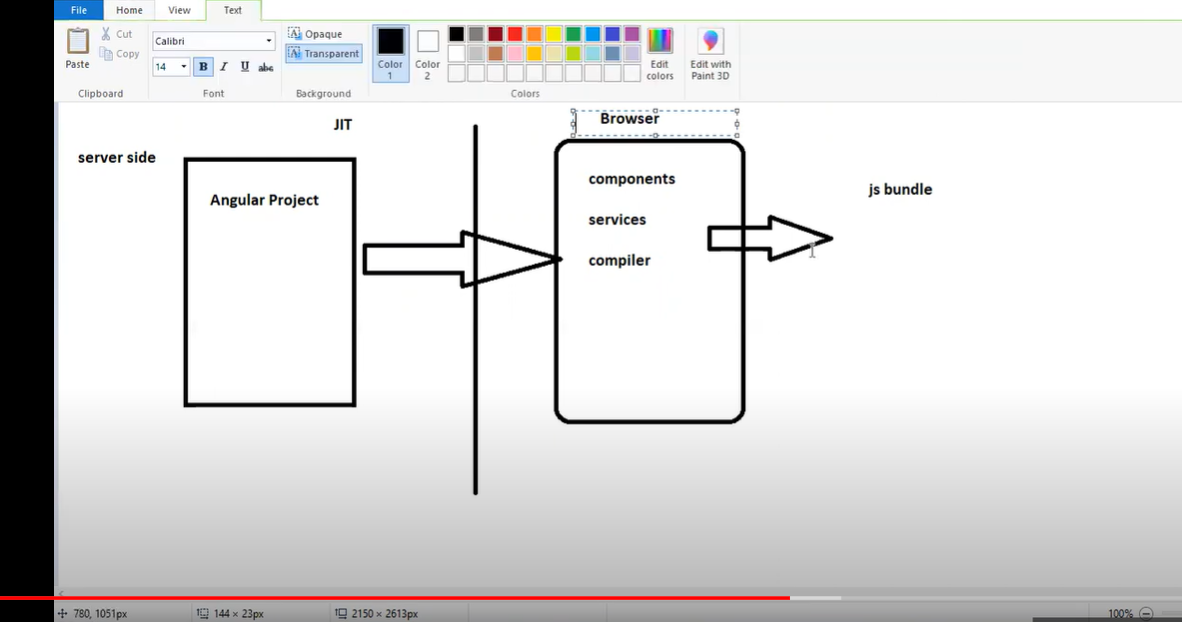 File Home View Text
Cut
Copy
Paste
Clipboard
Calibri
14 B I U abc
Font
Opaque
Transparent
Background
Color 1
Color 2
Edit colors
Colors
Edit with Paint 3D
JIT
Browser
server side
Angular Project
components
services
compiler
js bundle
780, 1051px 144 × 23px 2150 × 2613px 100%